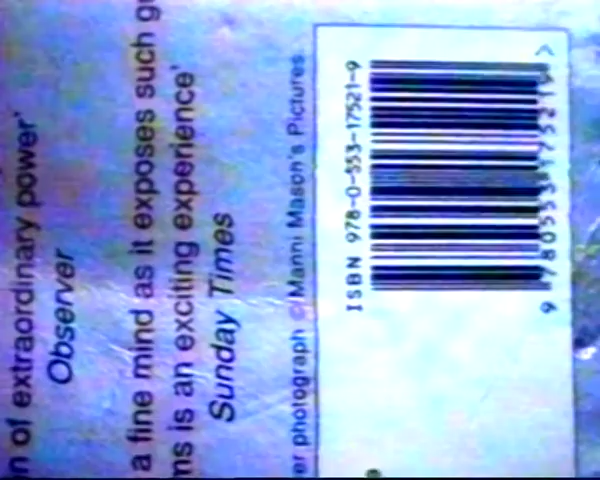 n of extraordinary power'
Observer
a fine mind as it exposes such
ms is an exciting experience'
Sunday Times
er photograph © Manni Mason's Pictures
ISBN 978-0-553-17521-9
9 780553 175219 >